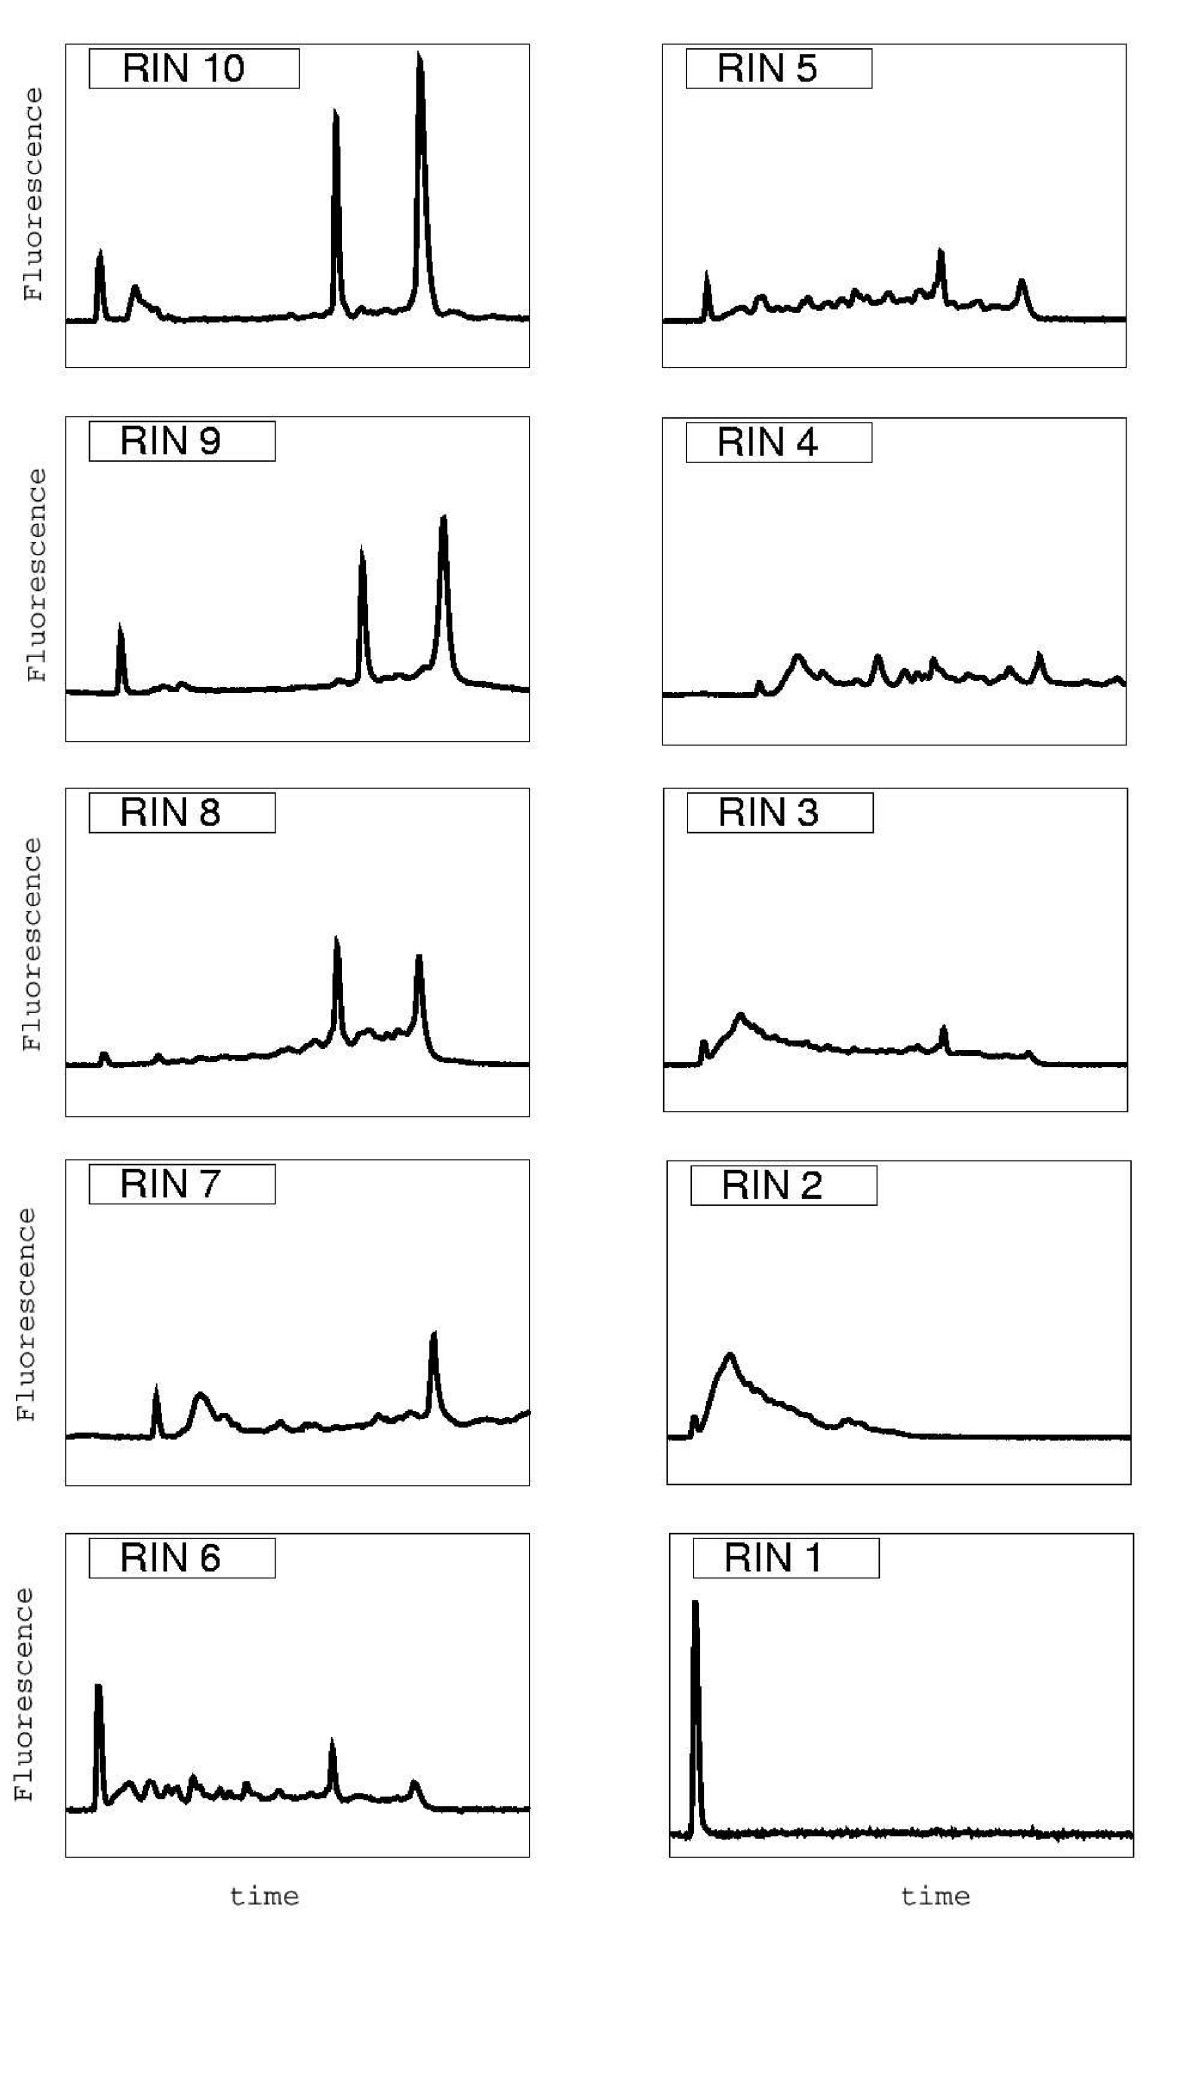 RIN 10
Fluorescence
RIN 9
Fluorescence
RIN 8
Fluorescence
RIN 7
Fluorescence
RIN 6
Fluorescence
time
RIN 5
RIN 4
RIN 3
RIN 2
RIN 1
time